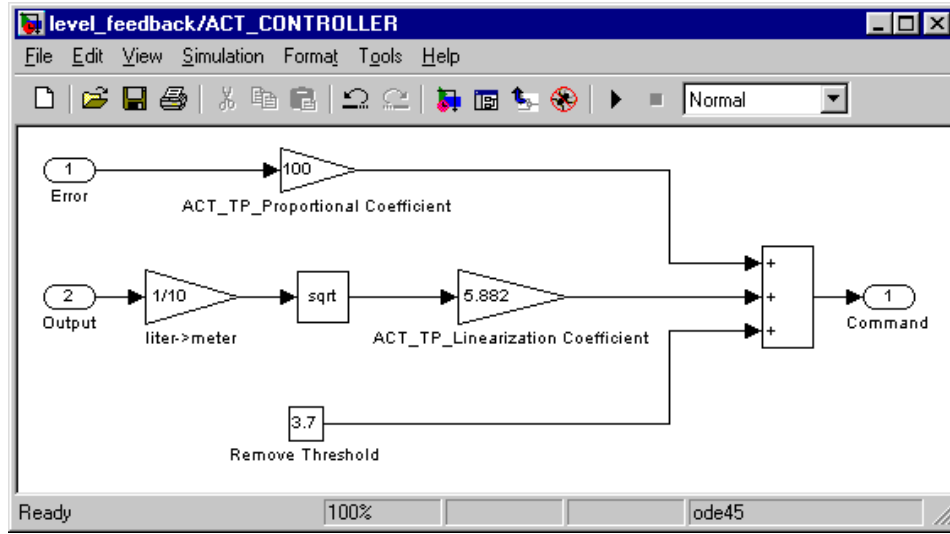 level_feedback/ACT_CONTROLLER
File Edit View Simulation Format Tools Help
Normal
1
Error
100
ACT_TP_Proportional Coefficient
2
Output
1/10
liter->meter
sqrt
5.882
ACT_TP_Linearization Coefficient
+
+
+
1
Command
3.7
Remove Threshold
Ready 100% ode45